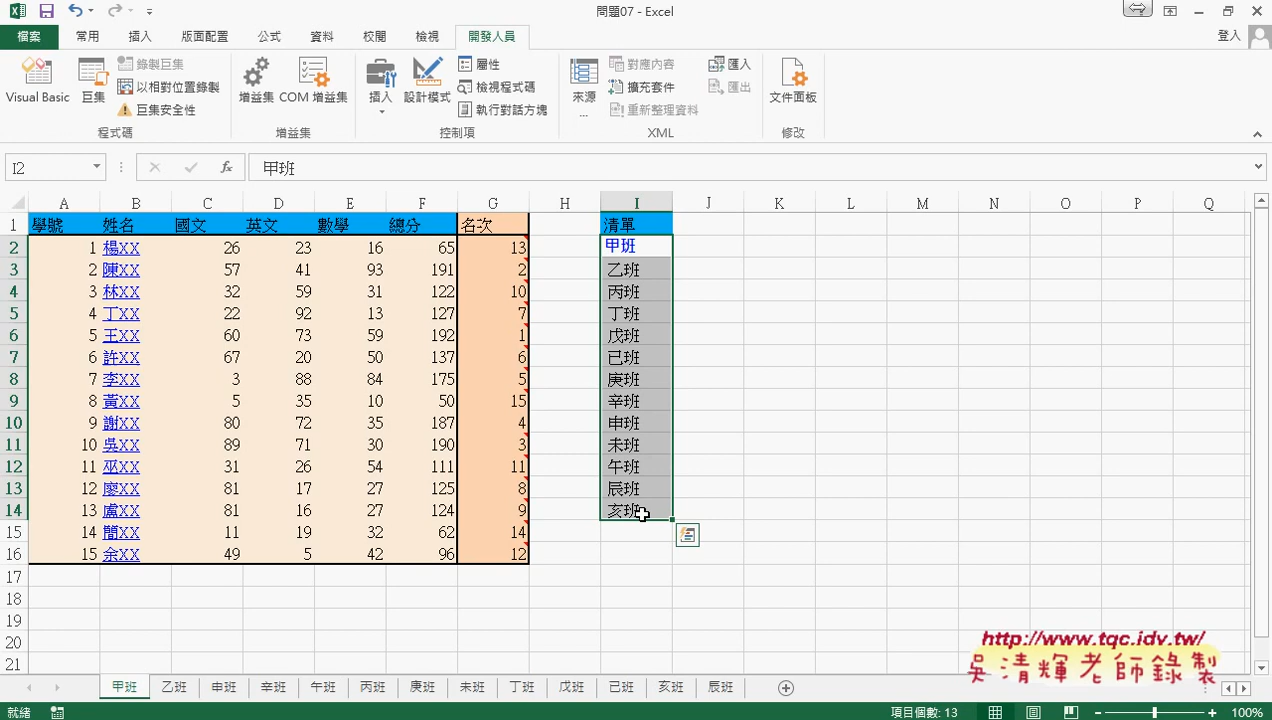 問題07 - Excel
登入
檔案 常用 插入 版面配置 公式 資料 校閱 檢視 開發人員
Visual Basic 巨集 錄製巨集 以相對位置錄製 巨集安全性 程式碼
增益集 COM 增益集 增益集
插入 設計模式 屬性 檢視程式碼 執行對話方塊 控制項
來源 ... 對應內容 擴充套件 重新整理資料 匯入 匯出 XML
文件面板 修改
I2 fx 甲班
A B C D E F G H I J K L M N O P Q
1 學號 姓名 國文 英文 數學 總分 名次 清單
2 1 楊XX 26 23 16 65 13 甲班
3 2 陳XX 57 41 93 191 2 乙班
4 3 林XX 32 59 31 122 10 丙班
5 4 丁XX 22 92 13 127 7 丁班
6 5 王XX 60 73 59 192 1 戊班
7 6 許XX 67 20 50 137 6 已班
8 7 李XX 3 88 84 175 5 庚班
9 8 黃XX 5 35 10 50 15 辛班
10 9 謝XX 80 72 35 187 4 申班
11 10 吳XX 89 71 30 190 3 未班
12 11 巫XX 31 26 54 111 11 午班
13 12 廖XX 81 17 27 125 8 辰班
14 13 盧XX 81 16 27 124 9 亥班
15 14 簡XX 11 19 32 62 14
16 15 余XX 49 5 42 96 12
17
18
19
20
21
http://www.tqc.idv.tw/
吳清輝老師錄製
甲班 乙班 申班 辛班 午班 丙班 庚班 未班 丁班 戊班 已班 亥班 辰班
就緒 項目個數: 13 100%